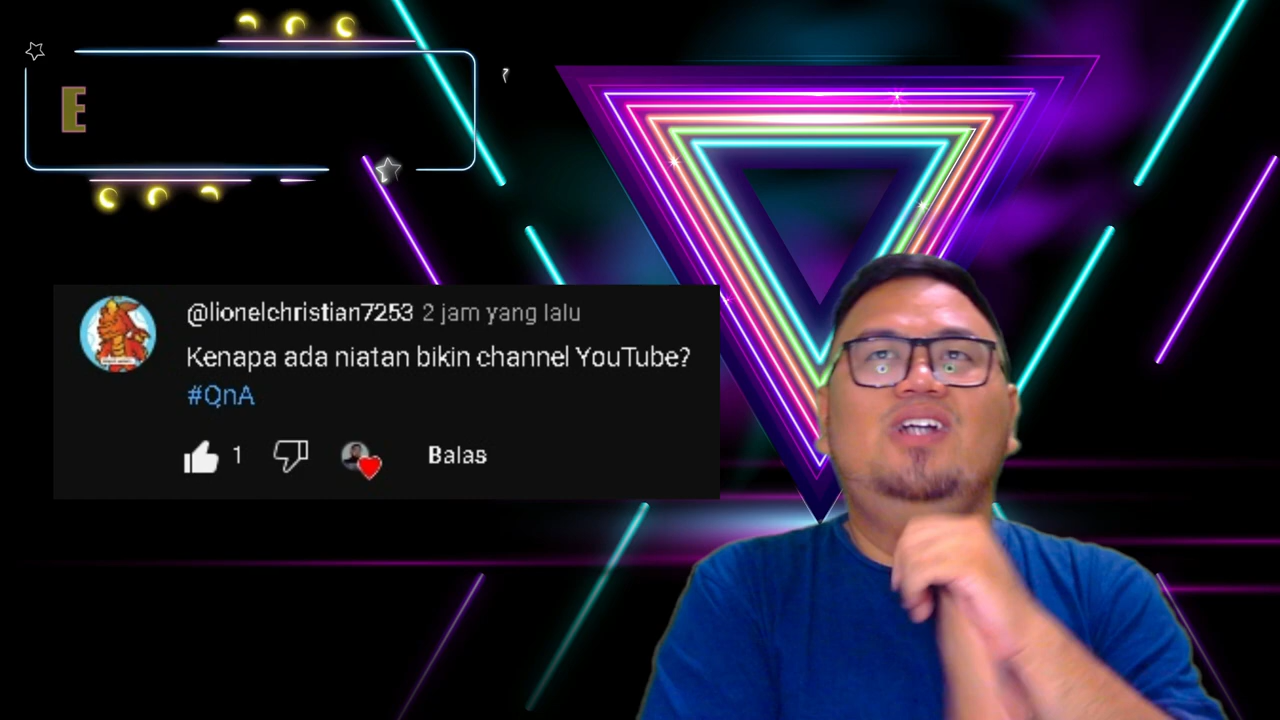 E
@lionelchristian7253 2 jam yang lalu
Kenapa ada niatan bikin channel YouTube?
#QnA
1 Balas